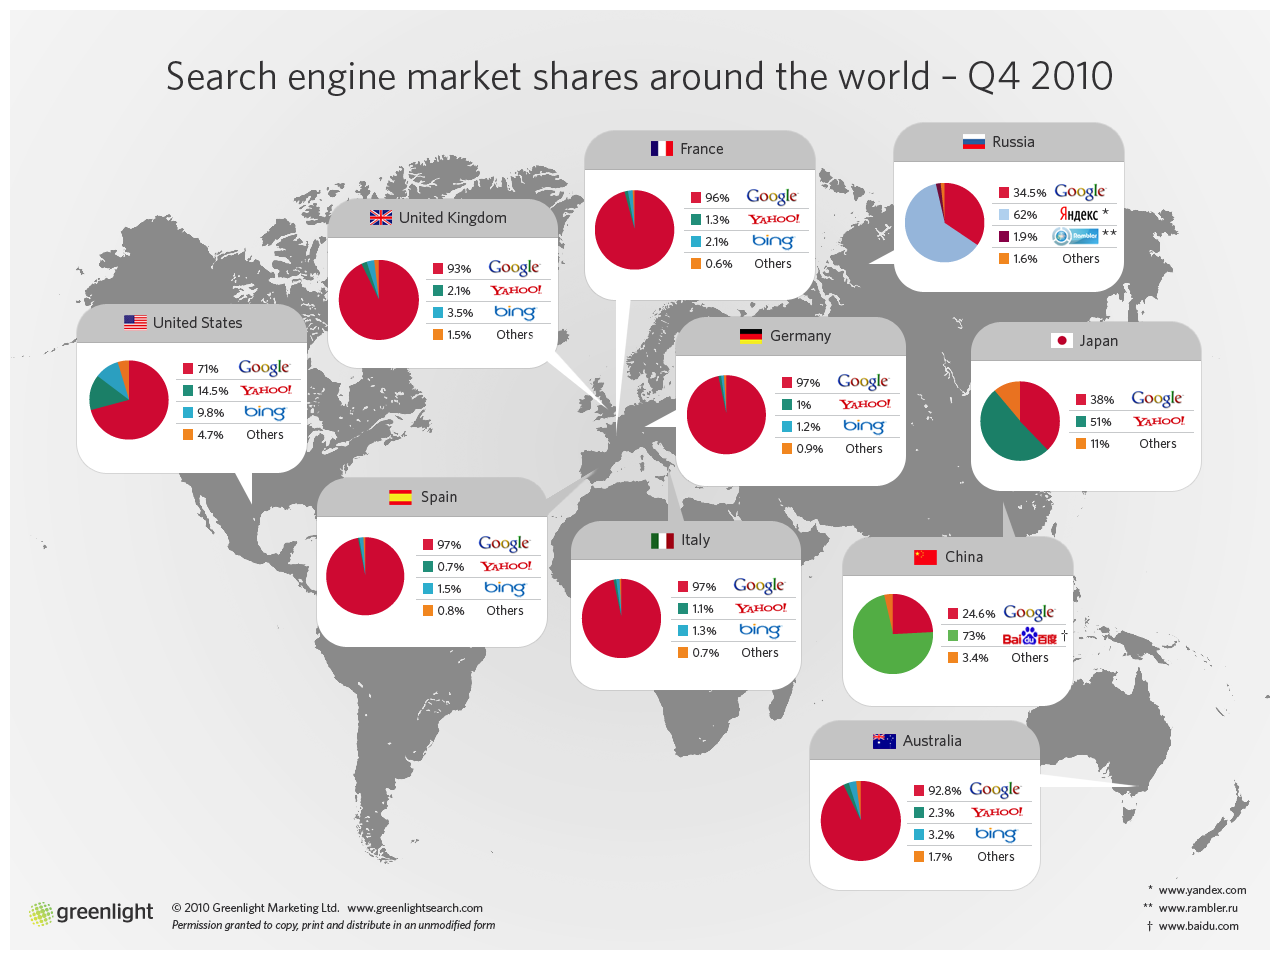 Search engine market shares around the world – Q4 2010
France
96% Google
1.3% YAHOO!
2.1% bing
0.6% Others
Russia
34.5% Google
62% Яндекс *
1.9% Rambler **
1.6% Others
United Kingdom
93% Google
2.1% YAHOO!
3.5% bing
1.5% Others
United States
71% Google
14.5% YAHOO!
9.8% bing
4.7% Others
Germany
97% Google
1% YAHOO!
1.2% bing
0.9% Others
Japan
38% Google
51% YAHOO!
11% Others
Spain
97% Google
0.7% YAHOO!
1.5% bing
0.8% Others
Italy
97% Google
1.1% YAHOO!
1.3% bing
0.7% Others
China
24.6% Google
73% Baidu百度 †
3.4% Others
Australia
92.8% Google
2.3% YAHOO!
3.2% bing
1.7% Others
greenlight
© 2010 Greenlight Marketing Ltd. www.greenlightsearch.com
Permission granted to copy, print and distribute in an unmodified form
* www.yandex.com
** www.rambler.ru
† www.baidu.com